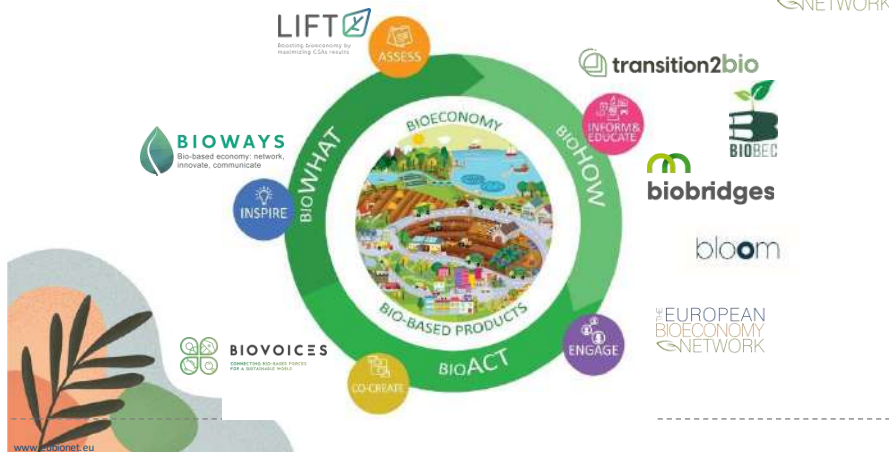 NETWORK
LIFT
Boosting bioeconomy by
maximizing CSAs results
ASSESS
transition2bio
BIOECONOMY
INFORM&
EDUCATE
BIOBEC
BIOWAYS
Bio-based economy: network,
innovate, communicate
BIOWHAT
BIOHOW
biobridges
INSPIRE
bloom
BIO-BASED PRODUCTS
THE
EUROPEAN
BIOECONOMY
NETWORK
ENGAGE
BIOVOICES
CONNECTING BIO-BASED FORCES
FOR A SUSTAINABLE WORLD
BIOACT
CO-CREATE
www.eubionet.eu